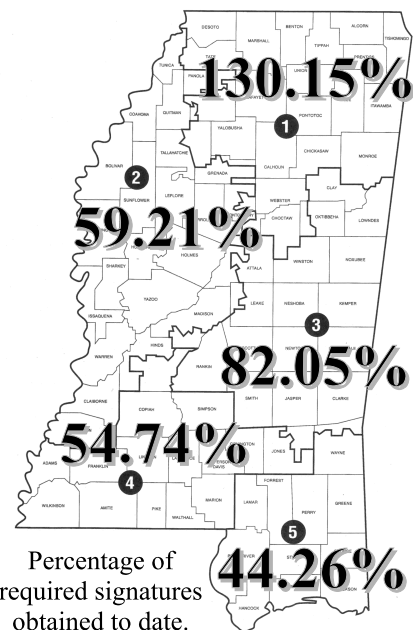 DESOTO
BENTON
ALCORN
TISHOMINGO
MARSHALL
TIPPAH
TUNICA
PANOLA
UNION
130.15%
ITAWAMBA
COAHOMA
QUITMAN
PONTOTOC
1
YALOBUSHA
TALLAHATCHIE
CHICKASAW
MONROE
BOLIVAR
2
GRENADA
CALHOUN
CLAY
SUNFLOWER
LEFLORE
WEBSTER
59.21%
CHOCTAW
OKTIBBEHA
LOWNDES
HOLMES
SHARKEY
ATTALA
WINSTON
NOXUBEE
YAZOO
LEAKE
NESHOBA
KEMPER
ISSAQUENA
MADISON
3
WARREN
HINDS
RANKIN
82.05%
CLAIBORNE
COPIAH
SIMPSON
SMITH
JASPER
CLARKE
54.74%
ADAMS
FRANKLIN
4
JONES
WAYNE
WILKINSON
AMITE
PIKE
WALTHALL
MARION
LAMAR
FORREST
PERRY
GREENE
5
44.26%
HANCOCK
Percentage of
required signatures
obtained to date.